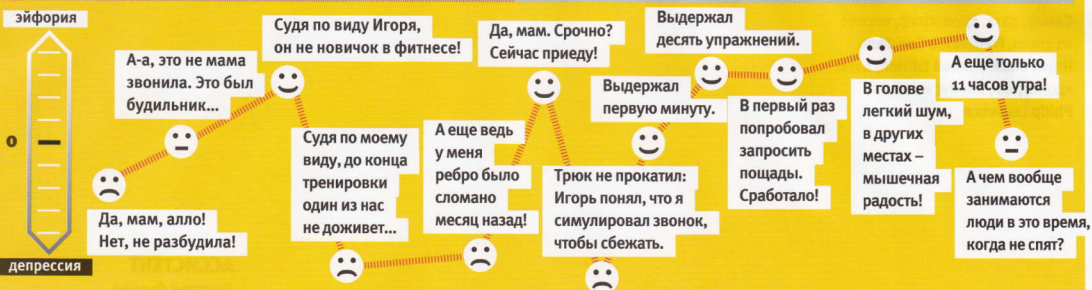 эйфория
0
депрессия
Да, мам, алло!
Нет, не разбудила!
А-а, это не мама
звонила. Это был
будильник...
Судя по виду Игоря,
он не новичок в фитнесе!
Судя по моему
виду, до конца
тренировки
один из нас
не доживет...
А еще ведь
у меня
ребро было
сломано
месяц назад!
Да, мам. Срочно?
Сейчас приеду!
Трюк не прокатил:
Игорь понял, что я
симулировал звонок,
чтобы сбежать.
Выдержал
первую минуту.
Выдержал
десять упражнений.
В первый раз
попробовал
запросить
пощады.
Сработало!
В голове
легкий шум,
в других
местах –
мышечная
радость!
А еще только
11 часов утра!
А чем вообще
занимаются
люди в это время,
когда не спят?